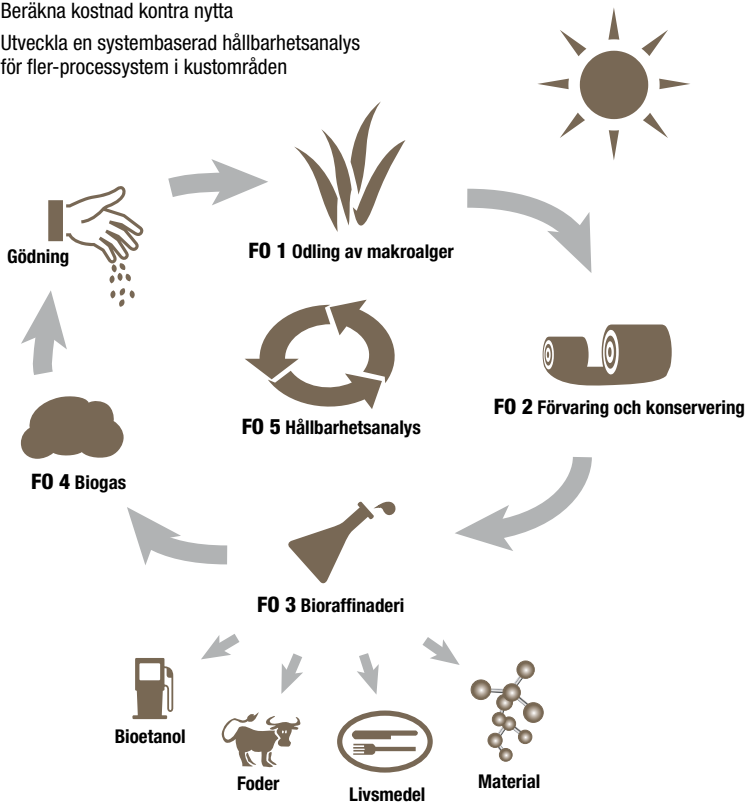 Beräkna kostnad kontra nytta
Utveckla en systembaserad hållbarhetsanalys
för fler-processystem i kustområden
Gödning
FO 1 Odling av makroalger
FO 2 Förvaring och konservering
FO 5 Hållbarhetsanalys
FO 4 Biogas
FO 3 Bioraffinaderi
Bioetanol
Foder
Livsmedel
Material